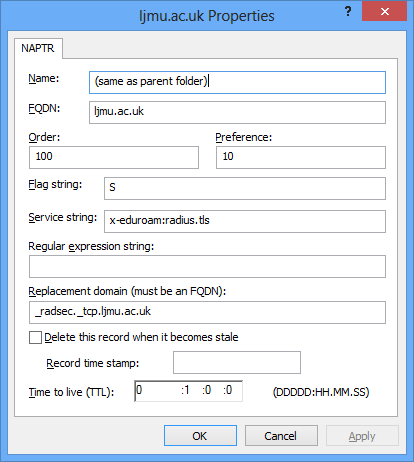 ljmu.ac.uk Properties
? x
NAPTR
Name: (same as parent folder)
FQDN: ljmu.ac.uk
Order: Preference:
100 10
Flag string: S
Service string: x-eduroam:radius.tls
Regular expression string:
Replacement domain (must be an FQDN):
_radsec._tcp.ljmu.ac.uk
Delete this record when it becomes stale
Record time stamp:
Time to live (TTL): 0 :1 :0 :0 (DDDDD:HH.MM.SS)
OK Cancel Apply